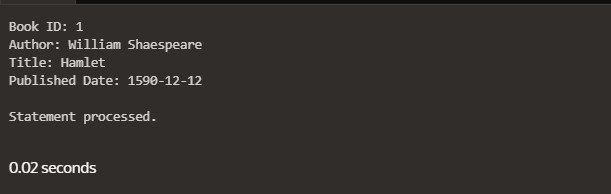 Book ID: 1
Author: William Shaespeare
Title: Hamlet
Published Date: 1590-12-12
Statement processed.
0.02 seconds